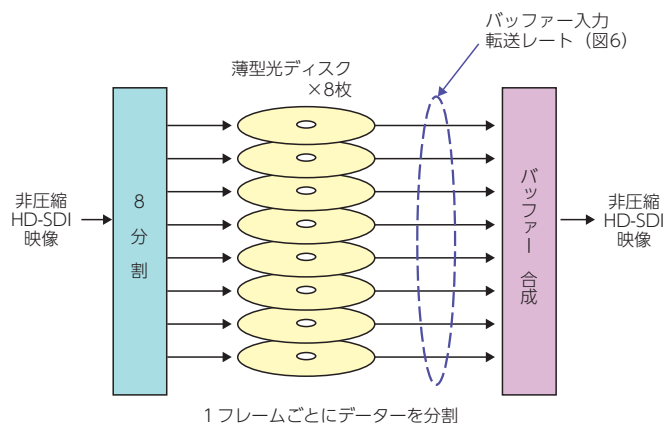 バッファー入力
転送レート（図6）
薄型光ディスク
×8枚
非圧縮
HD-SDI
映像
8分割
バッファー 合成
非圧縮
HD-SDI
映像
1フレームごとにデーターを分割